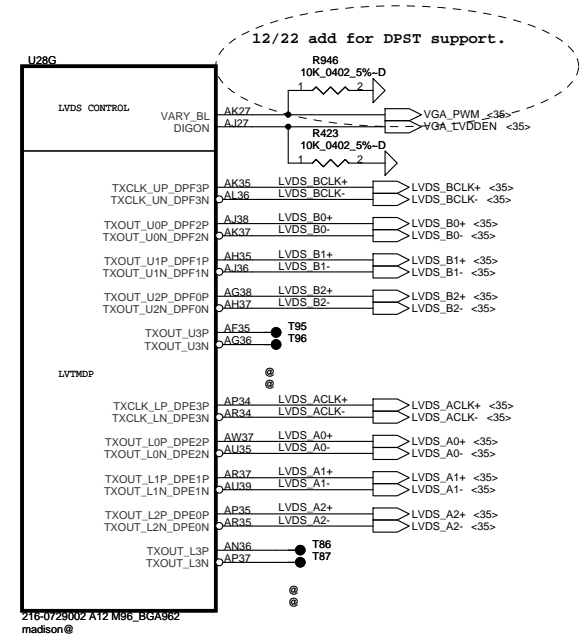 12/22 add for DPST support.
U28G
R946
10K_0402_5%~D
1 2
LVDS CONTROL
VARY_BL AK27 VGA_PWM <35>
DIGON AJ27 VGA_LVDDEN <35>
R423
10K_0402_5%~D
1 2
TXCLK_UP_DPF3P AK35 LVDS_BCLK+ LVDS_BCLK+ <35>
TXCLK_UN_DPF3N AL36 LVDS_BCLK- LVDS_BCLK- <35>
TXOUT_U0P_DPF2P AJ38 LVDS_B0+ LVDS_B0+ <35>
TXOUT_U0N_DPF2N AK37 LVDS_B0- LVDS_B0- <35>
TXOUT_U1P_DPF1P AH35 LVDS_B1+ LVDS_B1+ <35>
TXOUT_U1N_DPF1N AJ36 LVDS_B1- LVDS_B1- <35>
TXOUT_U2P_DPF0P AG38 LVDS_B2+ LVDS_B2+ <35>
TXOUT_U2N_DPF0N AH37 LVDS_B2- LVDS_B2- <35>
TXOUT_U3P AF35 T95
TXOUT_U3N AG36 T96
LVTMDP
@
@
TXCLK_LP_DPE3P AP34 LVDS_ACLK+ LVDS_ACLK+ <35>
TXCLK_LN_DPE3N AR34 LVDS_ACLK- LVDS_ACLK- <35>
TXOUT_L0P_DPE2P AW37 LVDS_A0+ LVDS_A0+ <35>
TXOUT_L0N_DPE2N AU35 LVDS_A0- LVDS_A0- <35>
TXOUT_L1P_DPE1P AR37 LVDS_A1+ LVDS_A1+ <35>
TXOUT_L1N_DPE1N AU39 LVDS_A1- LVDS_A1- <35>
TXOUT_L2P_DPE0P AP35 LVDS_A2+ LVDS_A2+ <35>
TXOUT_L2N_DPE0N AR35 LVDS_A2- LVDS_A2- <35>
TXOUT_L3P AN36 T86
TXOUT_L3N AP37 T87
@
@
216-0729002 A12 M96_BGA962
madison@